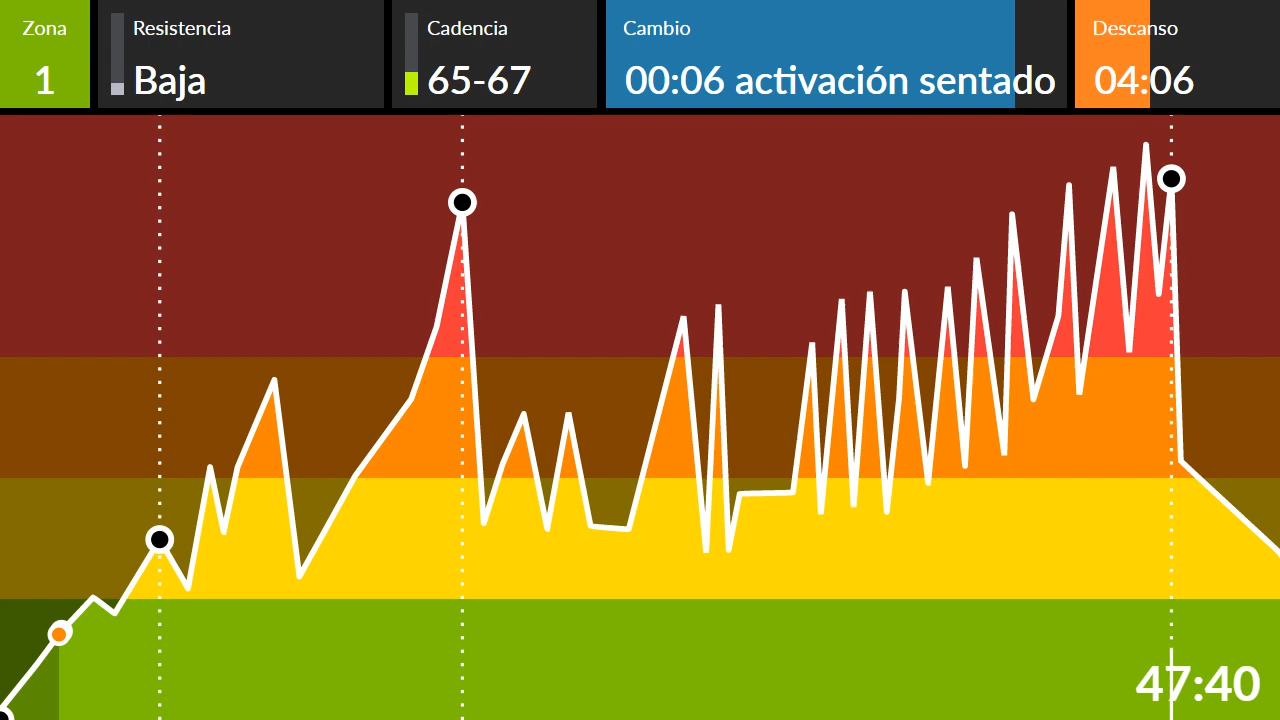 Zona
1
Resistencia
Baja
Cadencia
65-67
Cambio
00:06 activación sentado
Descanso
04:06
47:40